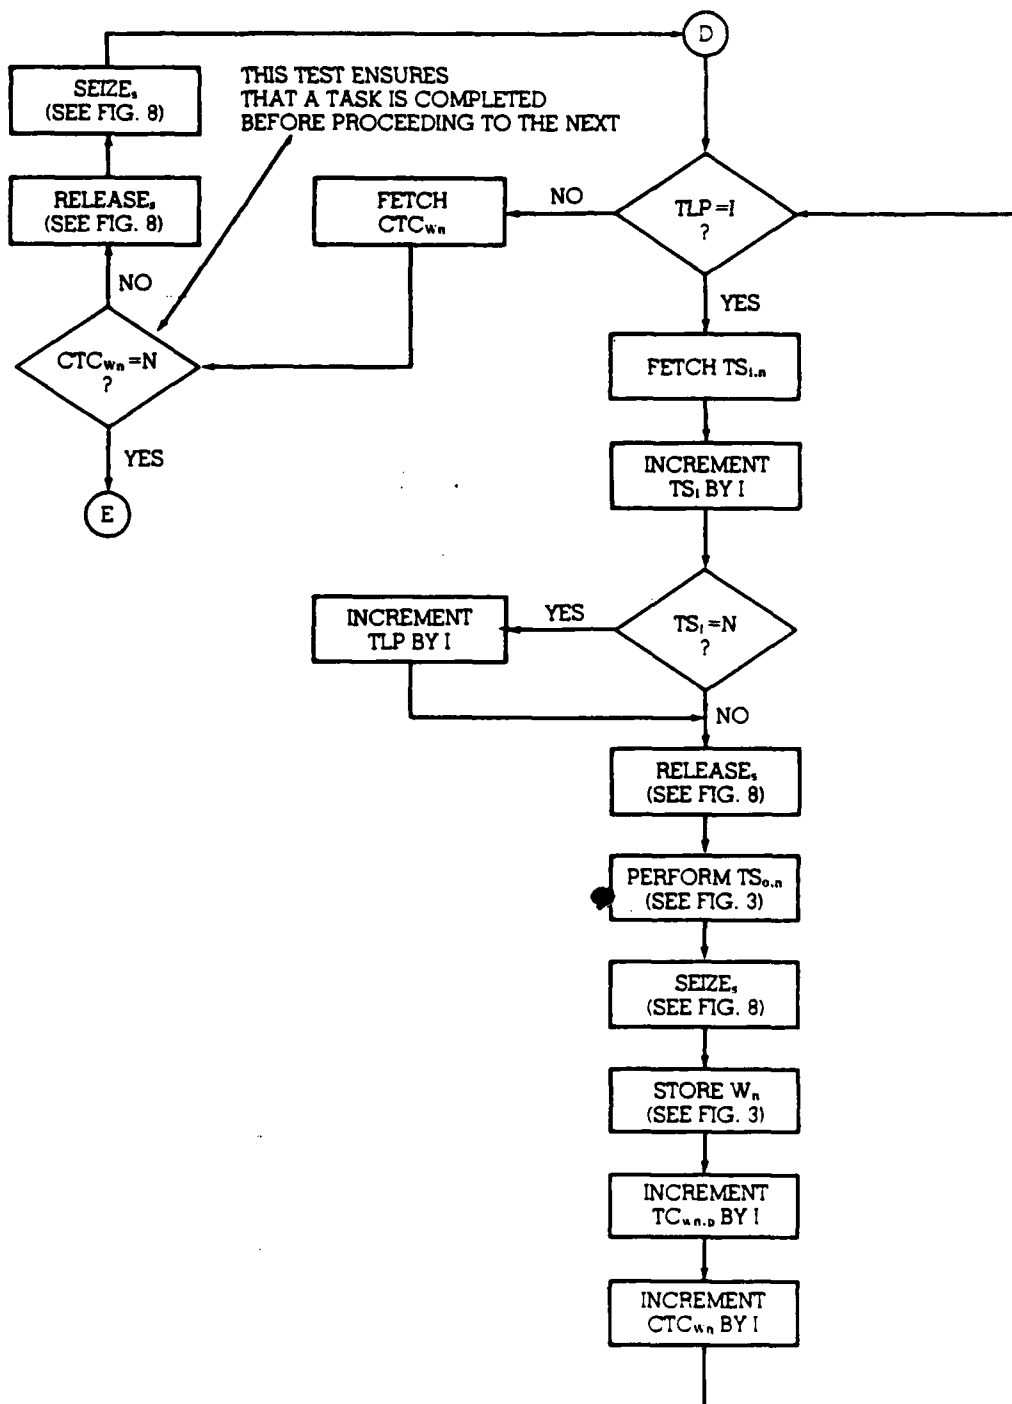 D
SEIZEs
(SEE FIG. 8)
THIS TEST ENSURES
THAT A TASK IS COMPLETED
BEFORE PROCEEDING TO THE NEXT
RELEASEs
(SEE FIG. 8)
FETCH
CTCWn
NO
TLP=I
?
NO
YES
CTCWn=N
?
FETCH TSi,n
YES
INCREMENT
TSi BY I
E
INCREMENT
TLP BY I
YES
TSi=N
?
NO
RELEASEs
(SEE FIG. 8)
PERFORM TSo,n
(SEE FIG. 3)
SEIZEs
(SEE FIG. 8)
STORE Wn
(SEE FIG. 3)
INCREMENT
TCwn,p BY I
INCREMENT
CTCWn BY I